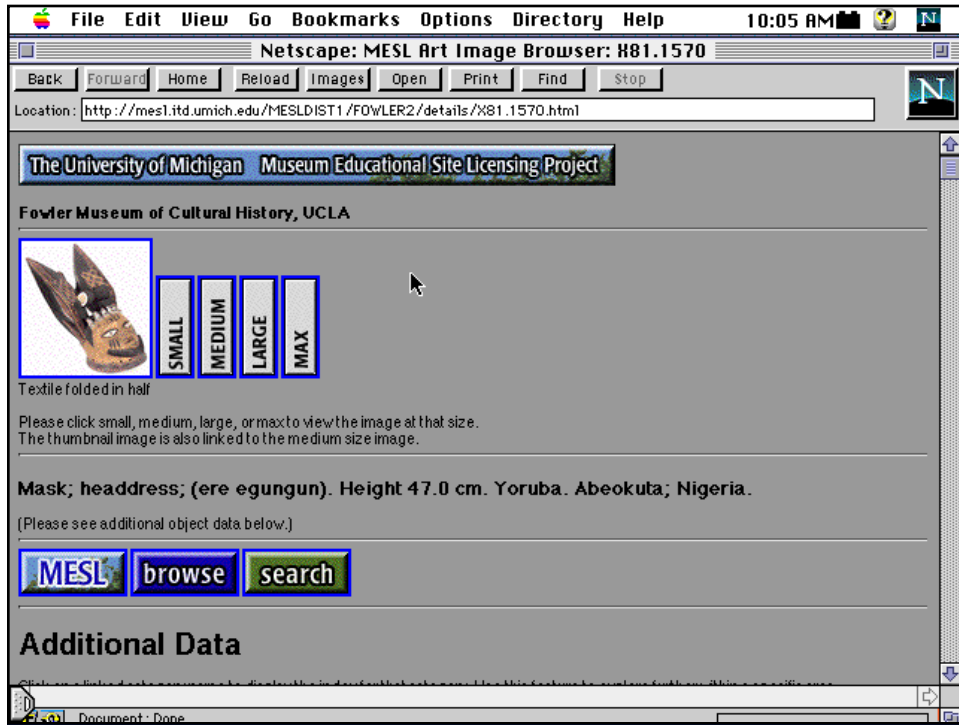 File Edit View Go Bookmarks Options Directory Help 10:05 AM
Netscape: MESL Art Image Browser: X81.1570
Back Forward Home Reload Images Open Print Find Stop
Location: http://mesl.itd.umich.edu/MESLDIST1/FOWLER2/details/X81.1570.html
N
The University of Michigan Museum Educational Site Licensing Project
Fowler Museum of Cultural History, UCLA
SMALL
MEDIUM
LARGE
MAX
Textile folded in half
Please click small, medium, large, or max to view the image at that size.
The thumbnail image is also linked to the medium size image.
Mask; headdress; (ere egungun). Height 47.0 cm. Yoruba. Abeokuta; Nigeria.
(Please see additional object data below.)
MESL browse search
Additional Data
Document: Done